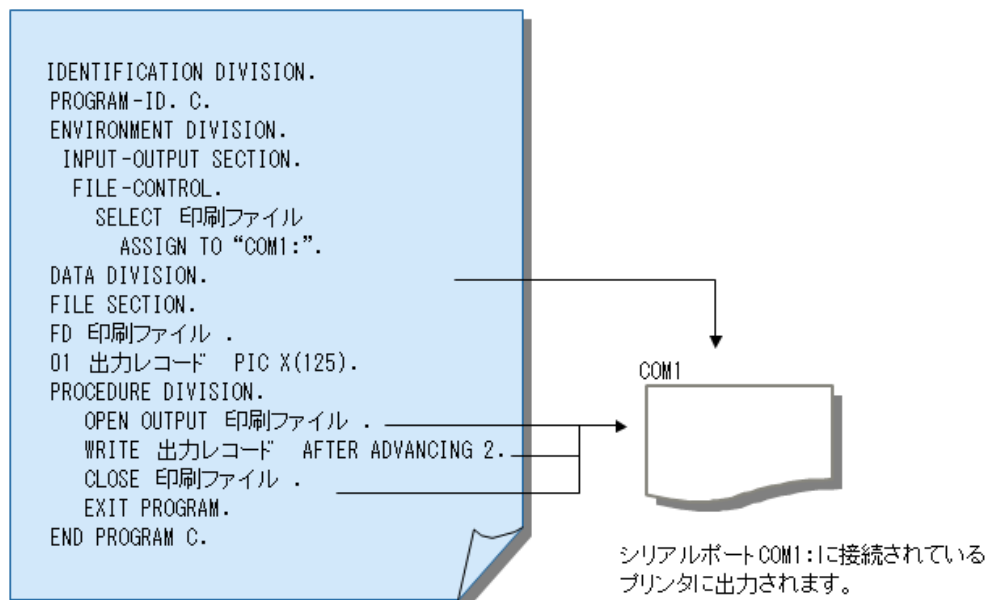 IDENTIFICATION DIVISION.
PROGRAM-ID. C.
ENVIRONMENT DIVISION.
INPUT-OUTPUT SECTION.
FILE-CONTROL.
SELECT 印刷ファイル
ASSIGN TO “COM1:”.
DATA DIVISION.
FILE SECTION.
FD 印刷ファイル .
01 出力レコード PIC X(125).
PROCEDURE DIVISION.
OPEN OUTPUT 印刷ファイル .
WRITE 出力レコード AFTER ADVANCING 2.
CLOSE 印刷ファイル .
EXIT PROGRAM.
END PROGRAM C.
COM1
シリアルポートCOM1:に接続されている
プリンタに出力されます。